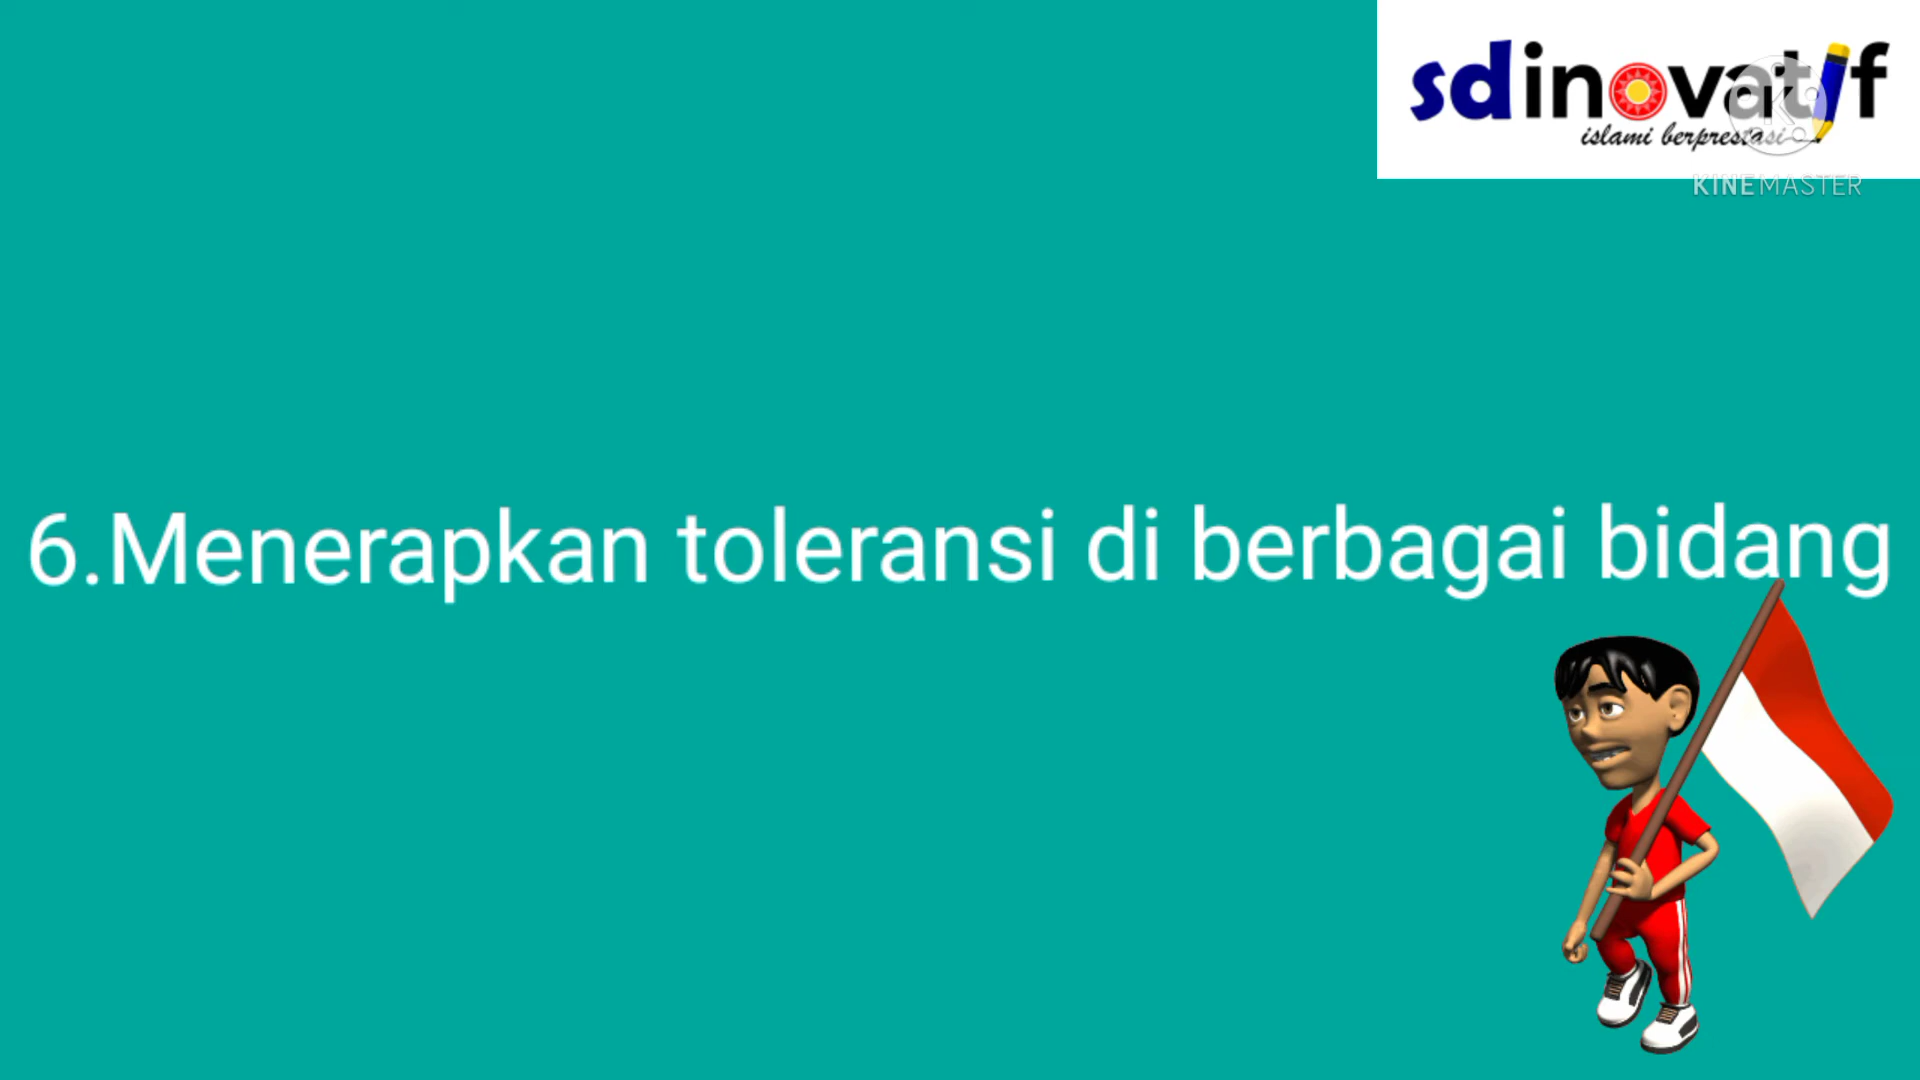 sdinovatif
islami berprestasi
KINEMASTER
6.Menerapkan toleransi di berbagai bidang